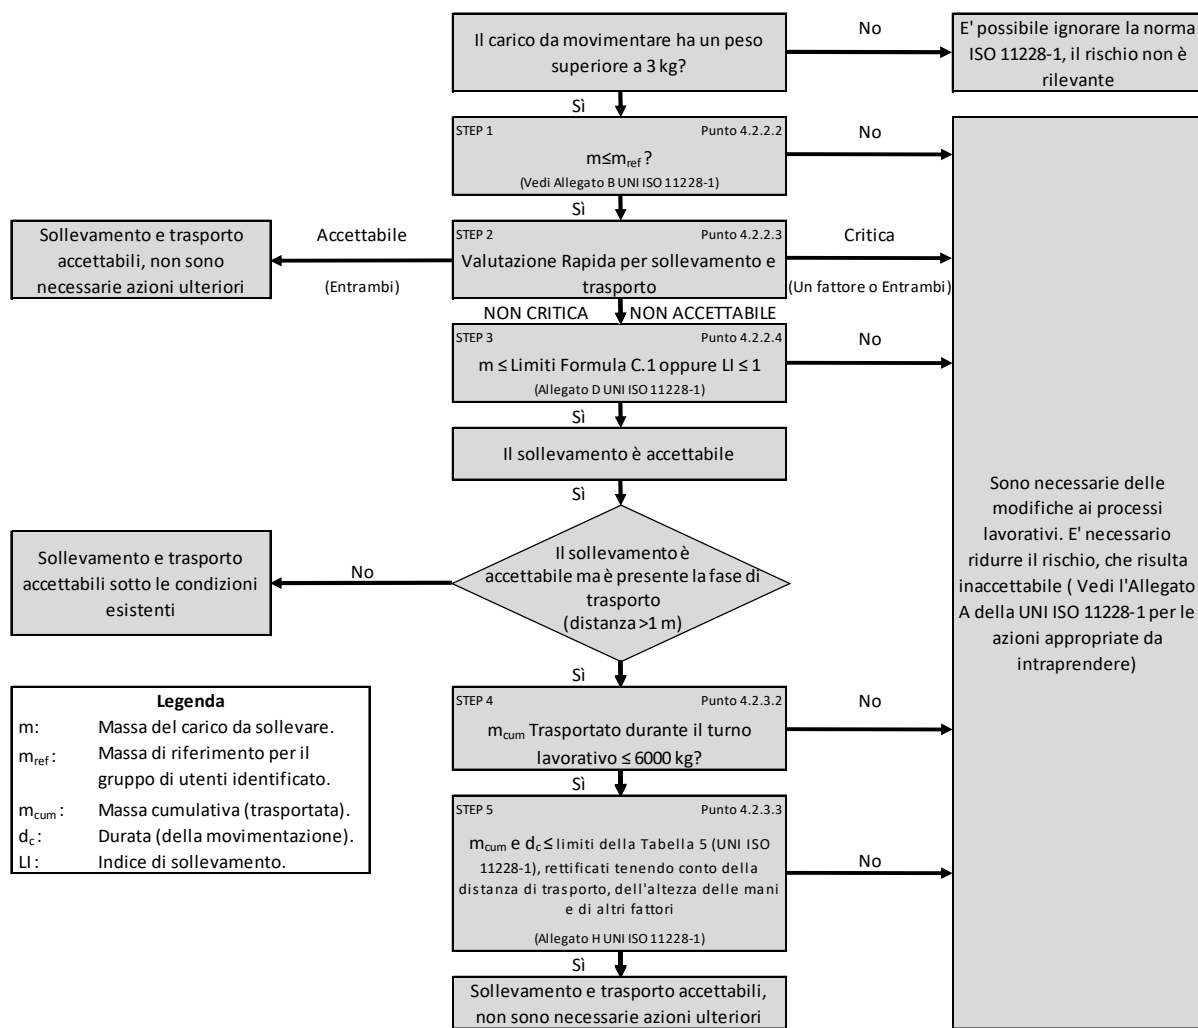 Il carico da movimentare ha un peso
superiore a 3 kg?
No
E' possibile ignorare la norma
ISO 11228-1, il rischio non è
rilevante
Sì
STEP 1 Punto 4.2.2.2
m≤mref ?
(Vedi Allegato B UNI ISO 11228-1)
No
Sì
STEP 2 Punto 4.2.2.3
Valutazione Rapida per sollevamento e
trasporto
Accettabile
(Entrambi)
Sollevamento e trasporto
accettabili, non sono
necessarie azioni ulteriori
Critica
(Un fattore o Entrambi)
NON CRITICA NON ACCETTABILE
STEP 3 Punto 4.2.2.4
m ≤ Limiti Formula C.1 oppure LI ≤ 1
(Allegato D UNI ISO 11228-1)
No
Sì
Il sollevamento è accettabile
Sì
Il sollevamento è
accettabile ma è presente la fase di
trasporto
(distanza >1 m)
No
Sollevamento e trasporto
accettabili sotto le condizioni
esistenti
Sono necessarie delle
modifiche ai processi
lavorativi. E' necessario
ridurre il rischio, che risulta
inaccettabile ( Vedi l'Allegato
A della UNI ISO 11228-1 per le
azioni appropriate da
intraprendere)
Sì
STEP 4 Punto 4.2.3.2
mcum Trasportato durante il turno
lavorativo ≤ 6000 kg?
No
Sì
STEP 5 Punto 4.2.3.3
mcum e dc ≤ limiti della Tabella 5 (UNI ISO
11228-1), rettificati tenendo conto della
distanza di trasporto, dell'altezza delle mani
e di altri fattori
(Allegato H UNI ISO 11228-1)
No
Sì
Sollevamento e trasporto accettabili,
non sono necessarie azioni ulteriori
Legenda
m: Massa del carico da sollevare.
mref: Massa di riferimento per il
gruppo di utenti identificato.
mcum: Massa cumulativa (trasportata).
dc: Durata (della movimentazione).
LI: Indice di sollevamento.